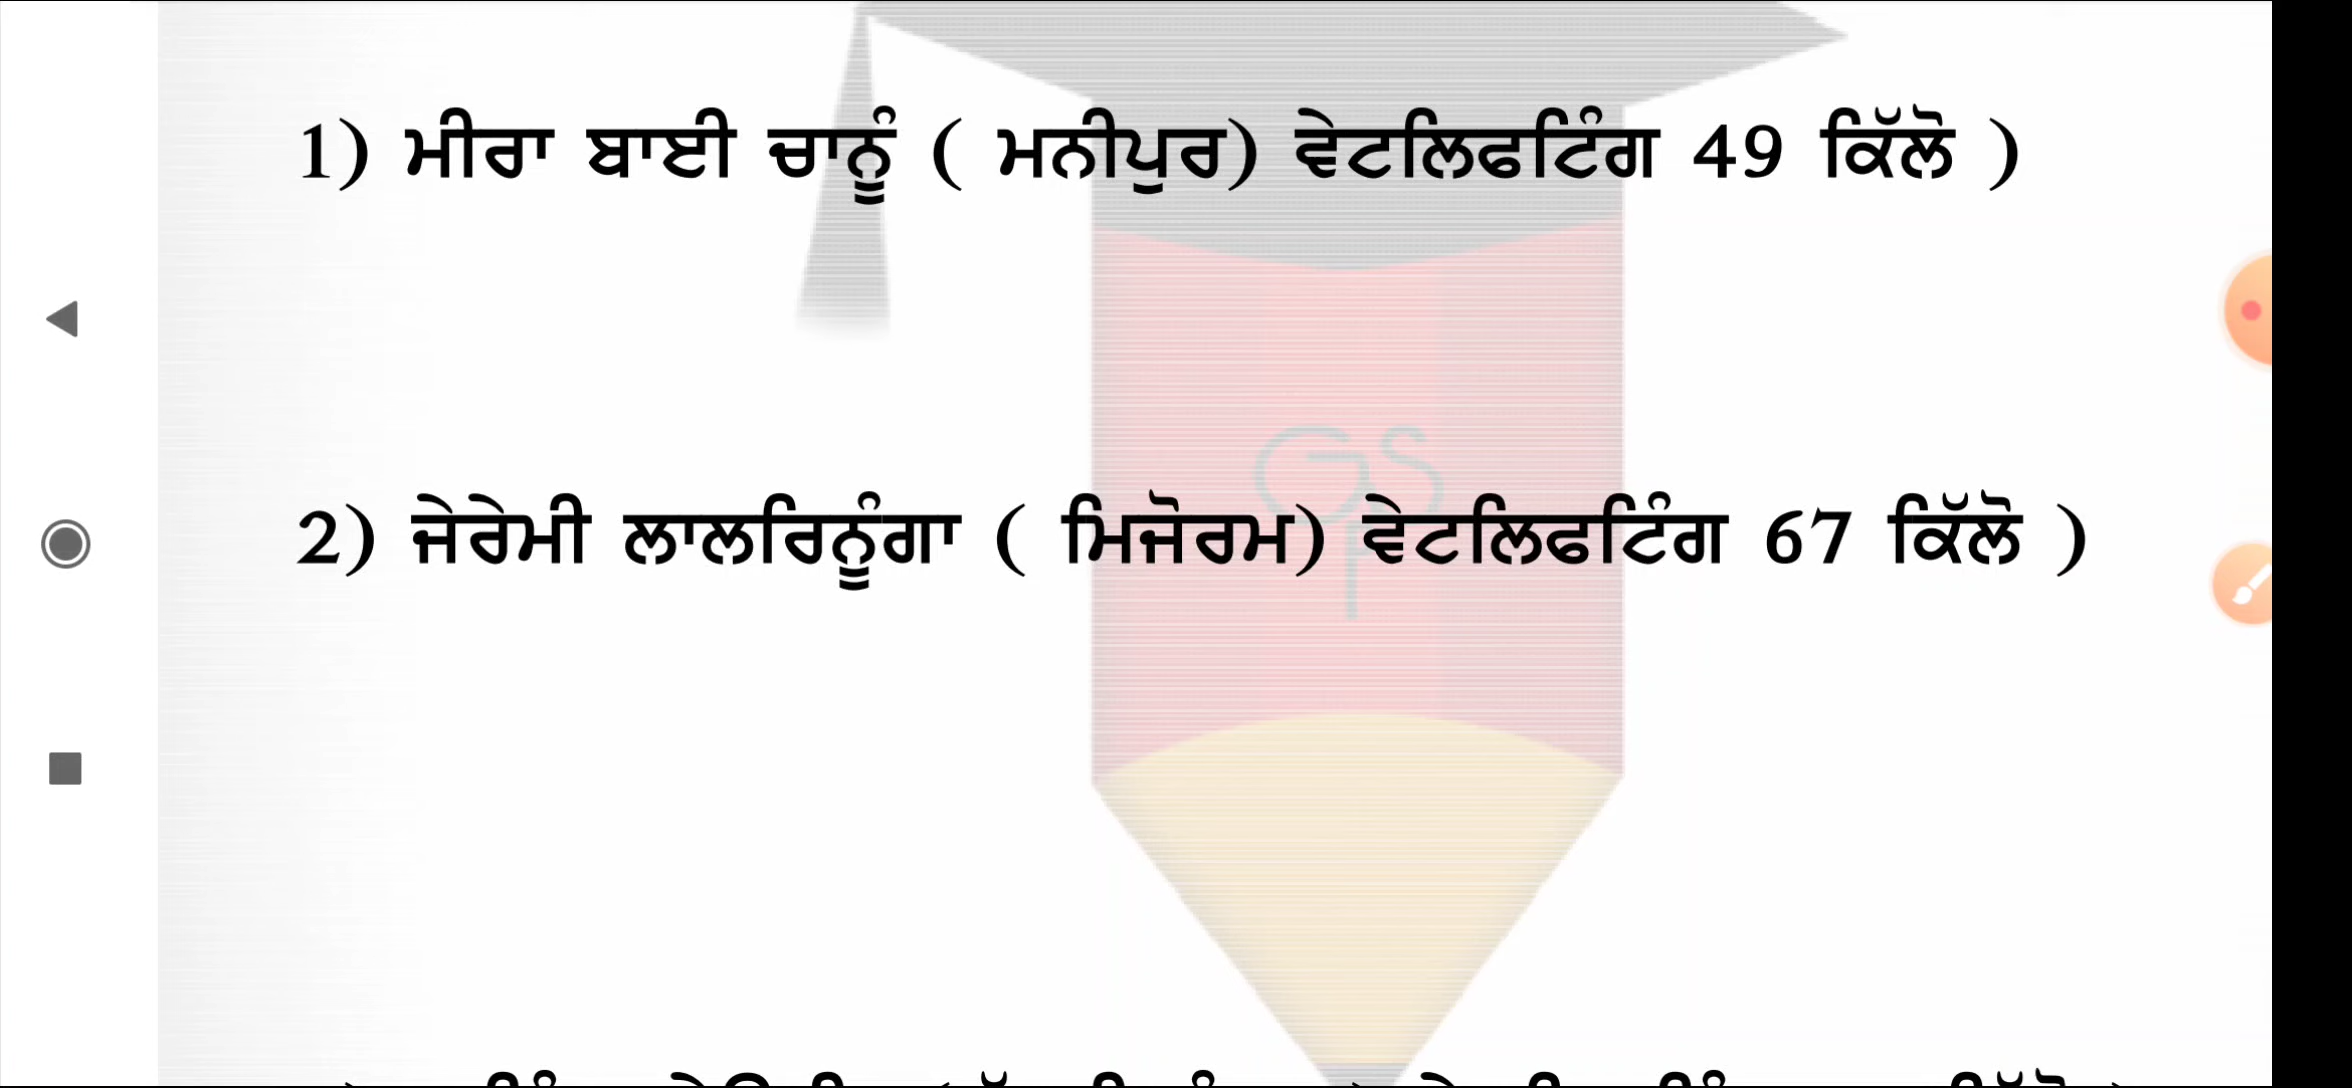 1) ਮੀਰਾ ਬਾਈ ਚਾਨੂੰ ( ਮਨੀਪੁਰ) ਵੇਟਲਿਫਟਿੰਗ 49 ਕਿੱਲੋ )
2) ਜੇਰੇਮੀ ਲਾਲਰਿਨੂੰਗਾ ( ਮਿਜੋਰਮ) ਵੇਟਲਿਫਟਿੰਗ 67 ਕਿੱਲੋ )